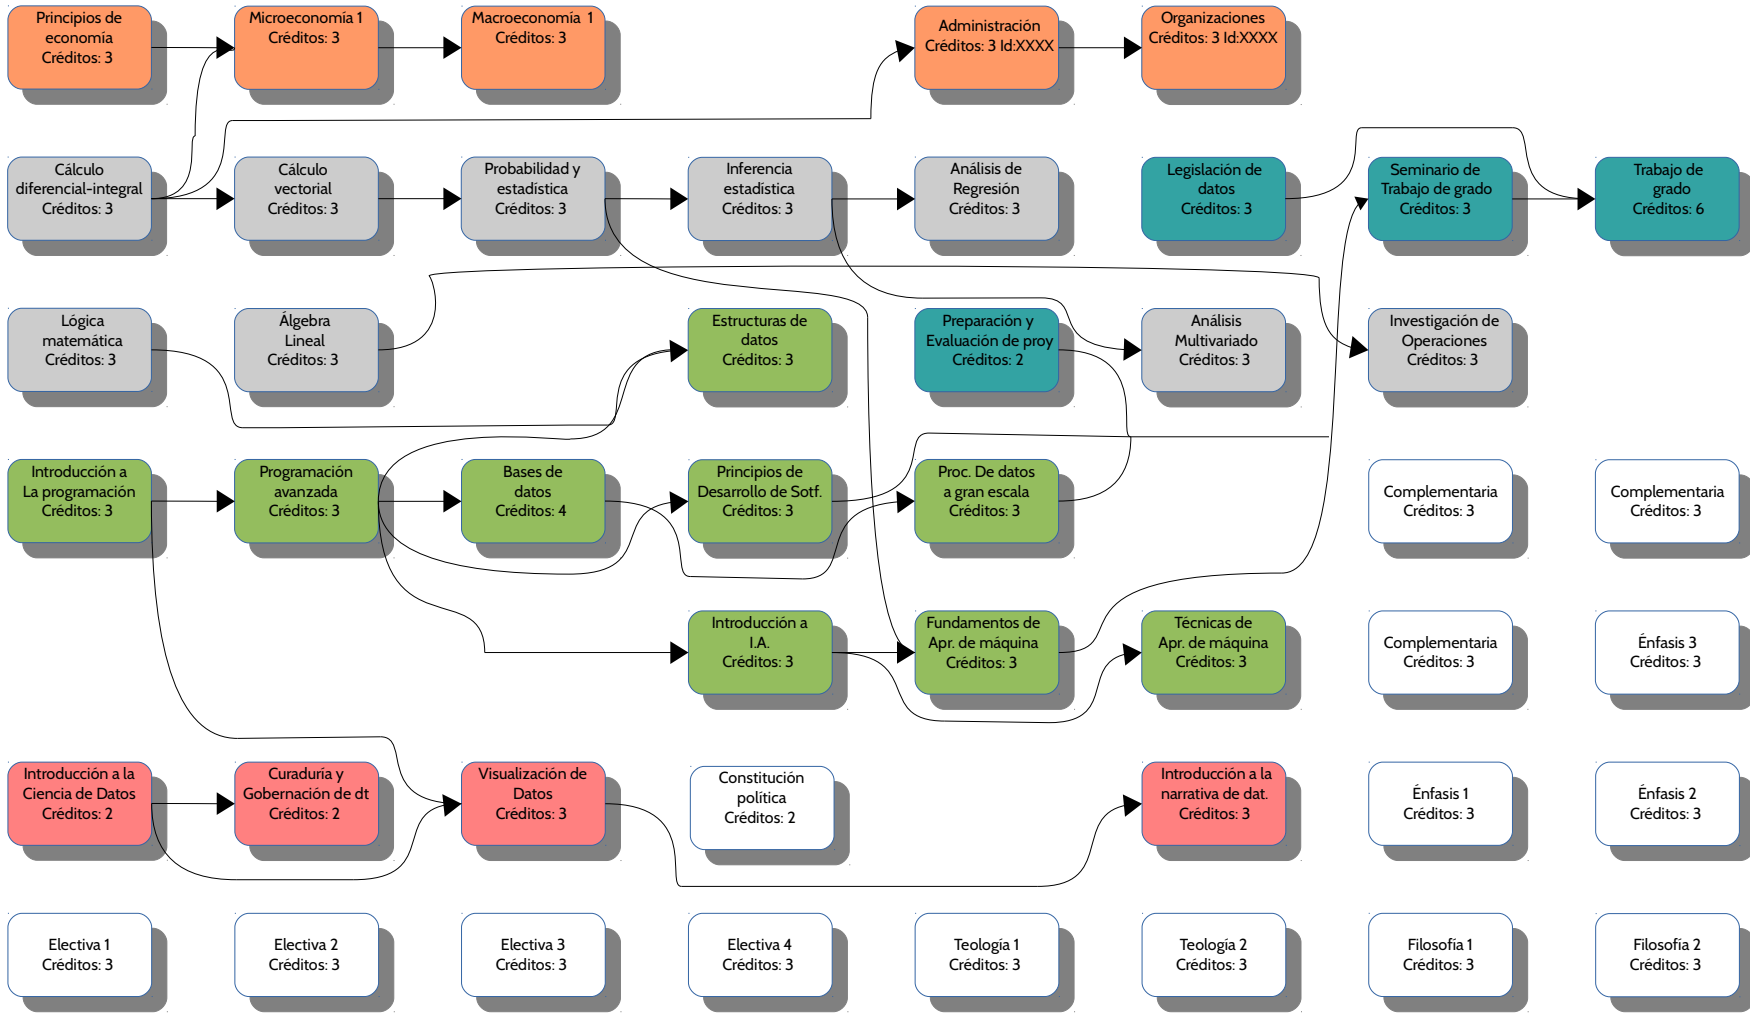 Principios de
economía
Créditos: 3
Microeconomía 1
Créditos: 3
Macroeconomía 1
Créditos: 3
Administración
Créditos: 3 Id:XXXX
Organizaciones
Créditos: 3 Id:XXXX
Cálculo
diferencial-integral
Créditos: 3
Cálculo
vectorial
Créditos: 3
Probabilidad y
estadística
Créditos: 3
Inferencia
estadística
Créditos: 3
Análisis de
Regresión
Créditos: 3
Legislación de
datos
Créditos: 3
Seminario de
Trabajo de grado
Créditos: 3
Trabajo de
grado
Créditos: 6
Lógica
matemática
Créditos: 3
Álgebra
Lineal
Créditos: 3
Estructuras de
datos
Créditos: 3
Preparación y
Evaluación de proy
Créditos: 2
Análisis
Multivariado
Créditos: 3
Investigación de
Operaciones
Créditos: 3
Introducción a
La programación
Créditos: 3
Programación
avanzada
Créditos: 3
Bases de
datos
Créditos: 4
Principios de
Desarrollo de Sotf.
Créditos: 3
Proc. De datos
a gran escala
Créditos: 3
Complementaria
Créditos: 3
Complementaria
Créditos: 3
Introducción a
I.A.
Créditos: 3
Fundamentos de
Apr. de máquina
Créditos: 3
Técnicas de
Apr. de máquina
Créditos: 3
Complementaria
Créditos: 3
Énfasis 3
Créditos: 3
Introducción a la
Ciencia de Datos
Créditos: 2
Curaduría y
Gobernación de dt
Créditos: 2
Visualización de
Datos
Créditos: 3
Constitución
política
Créditos: 2
Introducción a la
narrativa de dat.
Créditos: 3
Énfasis 1
Créditos: 3
Énfasis 2
Créditos: 3
Electiva 1
Créditos: 3
Electiva 2
Créditos: 3
Electiva 3
Créditos: 3
Electiva 4
Créditos: 3
Teología 1
Créditos: 3
Teología 2
Créditos: 3
Filosofía 1
Créditos: 3
Filosofía 2
Créditos: 3